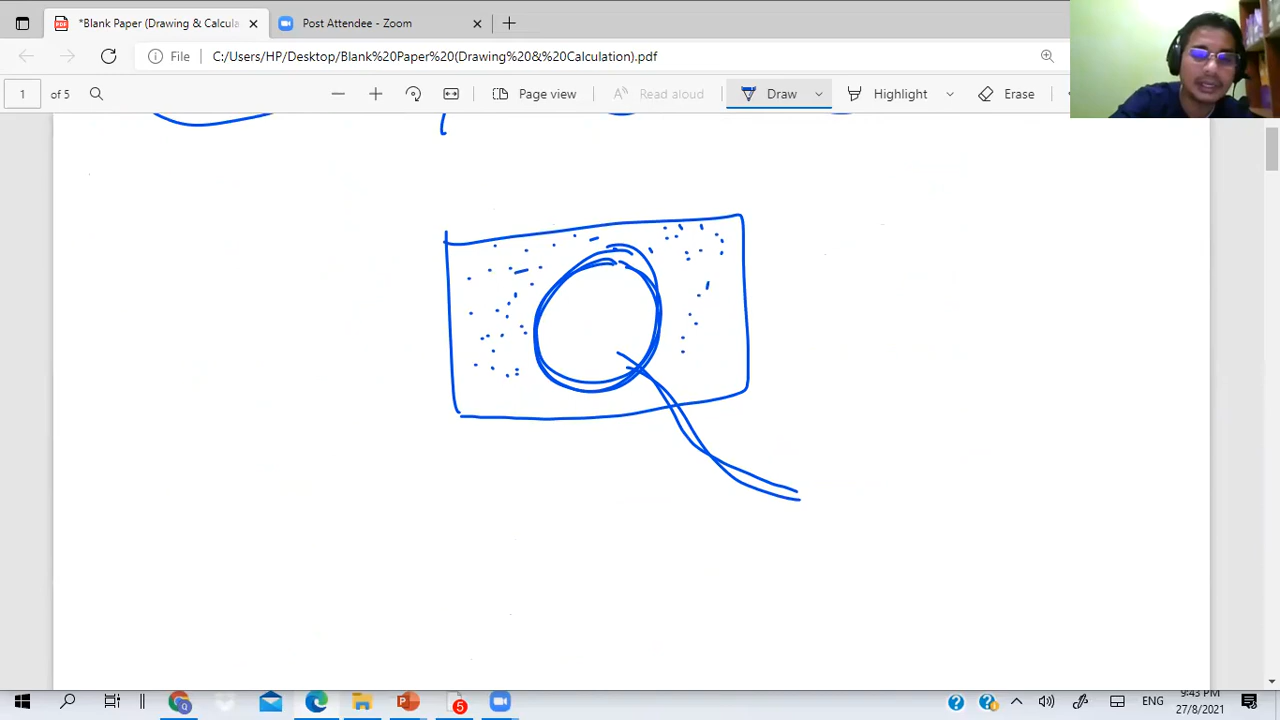 *Blank Paper (Drawing & Calcula
Post Attendee - Zoom
File
C:/Users/HP/Desktop/Blank%20Paper%20(Drawing%20&%20Calculation).pdf
1
of 5
Page view
Read aloud
Draw
Highlight
Erase
5
ENG
9:43 PM
27/8/2021